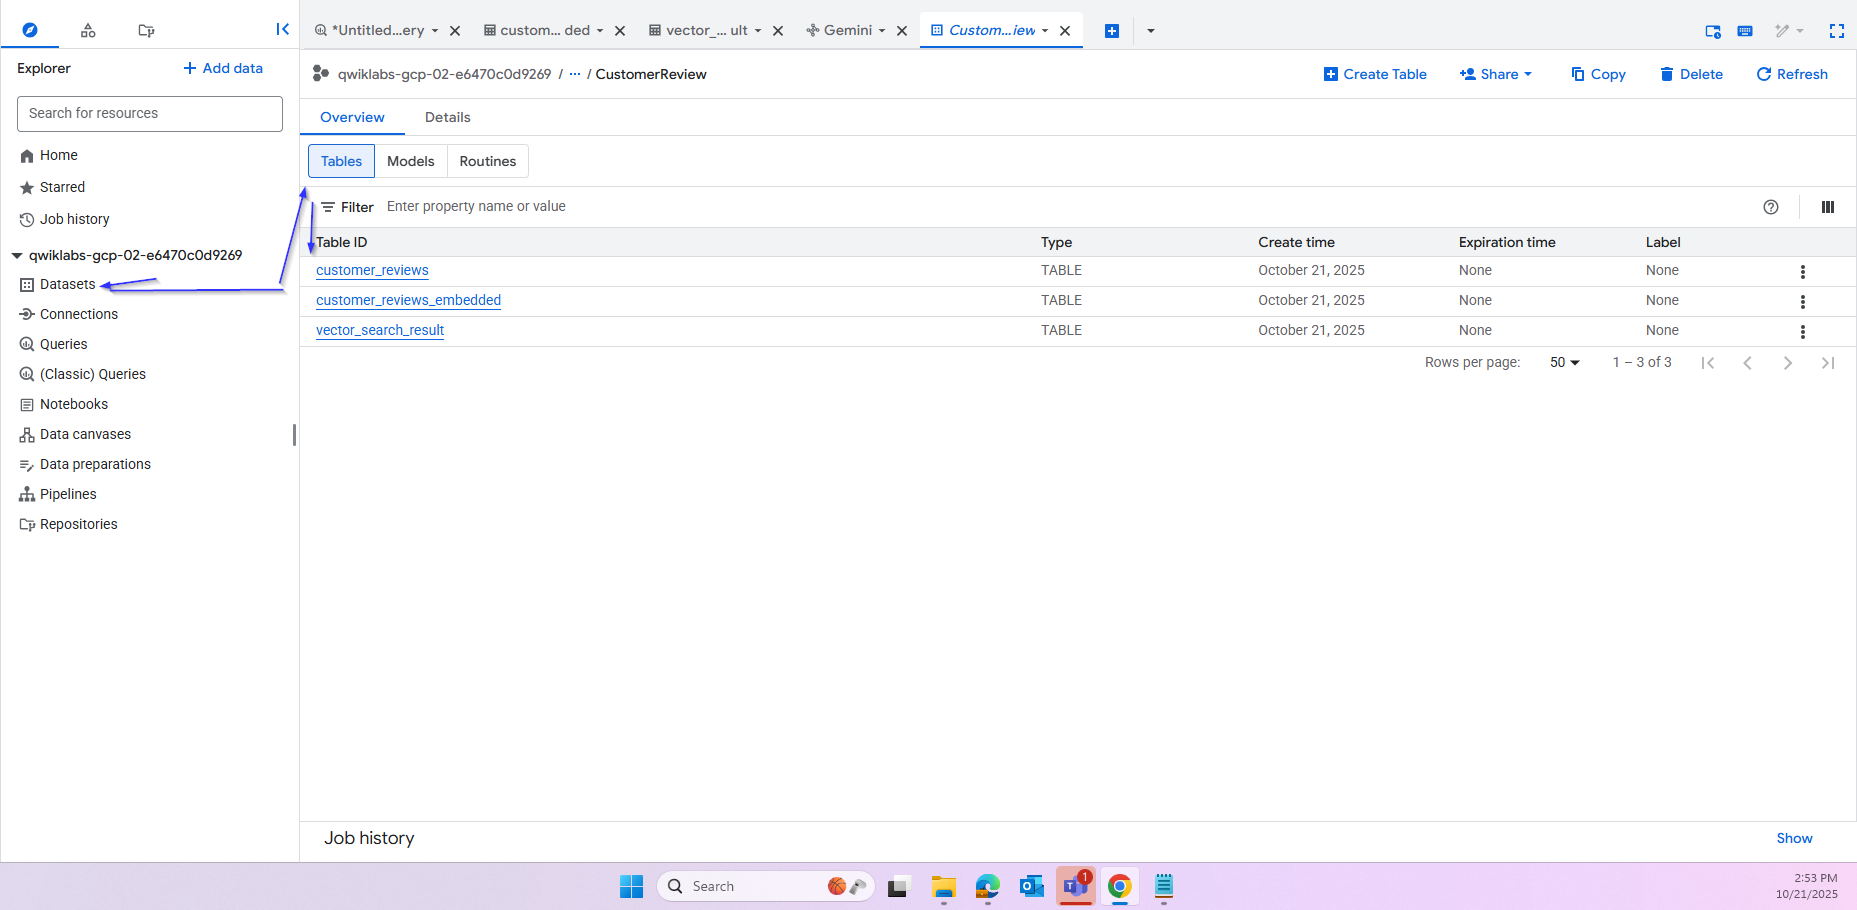 *Untitled...ery
custom... ded
vector_... ult
Gemini
Custom...iew
Explorer
Add data
Search for resources
Home
Starred
Job history
qwiklabs-gcp-02-e6470c0d9269
Datasets
Connections
Queries
(Classic) Queries
Notebooks
Data canvases
Data preparations
Pipelines
Repositories
qwiklabs-gcp-02-e6470c0d9269 / ··· / CustomerReview
Create Table
Share
Copy
Delete
Refresh
Overview
Details
Tables
Models
Routines
Filter Enter property name or value
Table ID Type Create time Expiration time Label
customer_reviews TABLE October 21, 2025 None None
customer_reviews_embedded TABLE October 21, 2025 None None
vector_search_result TABLE October 21, 2025 None None
Rows per page: 50 1 – 3 of 3
Job history
Show
Search
T
1
2:53 PM
10/21/2025